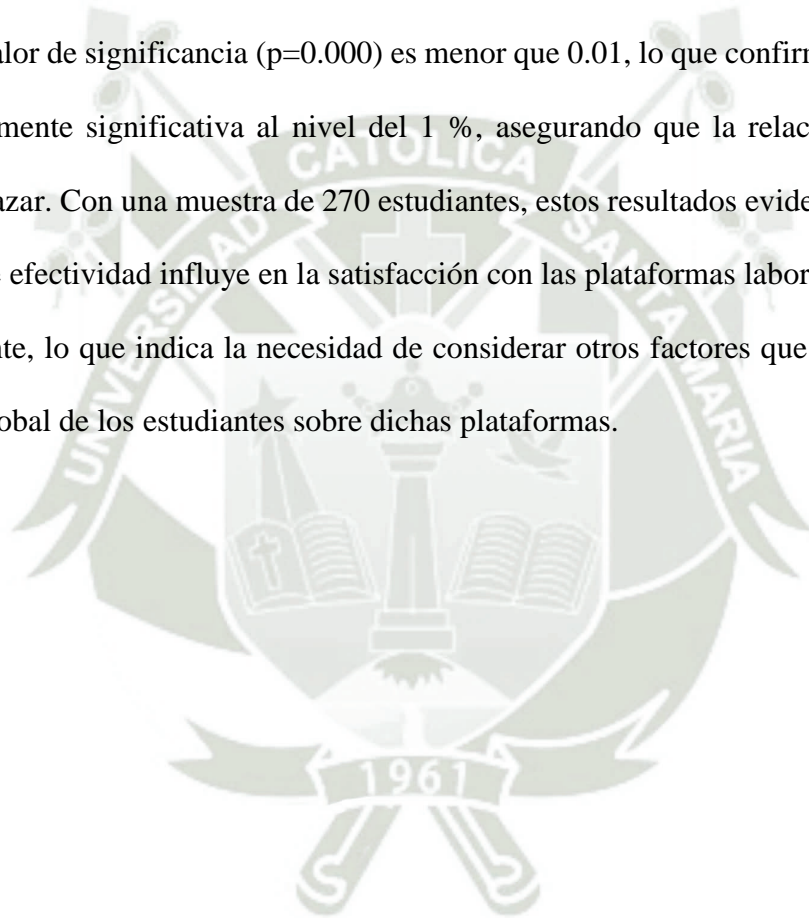 alor de significancia (p=0.000) es menor que 0.01, lo que confirm
mente significativa al nivel del 1 %, asegurando que la relac
azar. Con una muestra de 270 estudiantes, estos resultados evide
e efectividad influye en la satisfacción con las plataformas labor
nte, lo que indica la necesidad de considerar otros factores que
obal de los estudiantes sobre dichas plataformas.
UNIVERSIDAD CATOLICA SANTA MARIA
1961